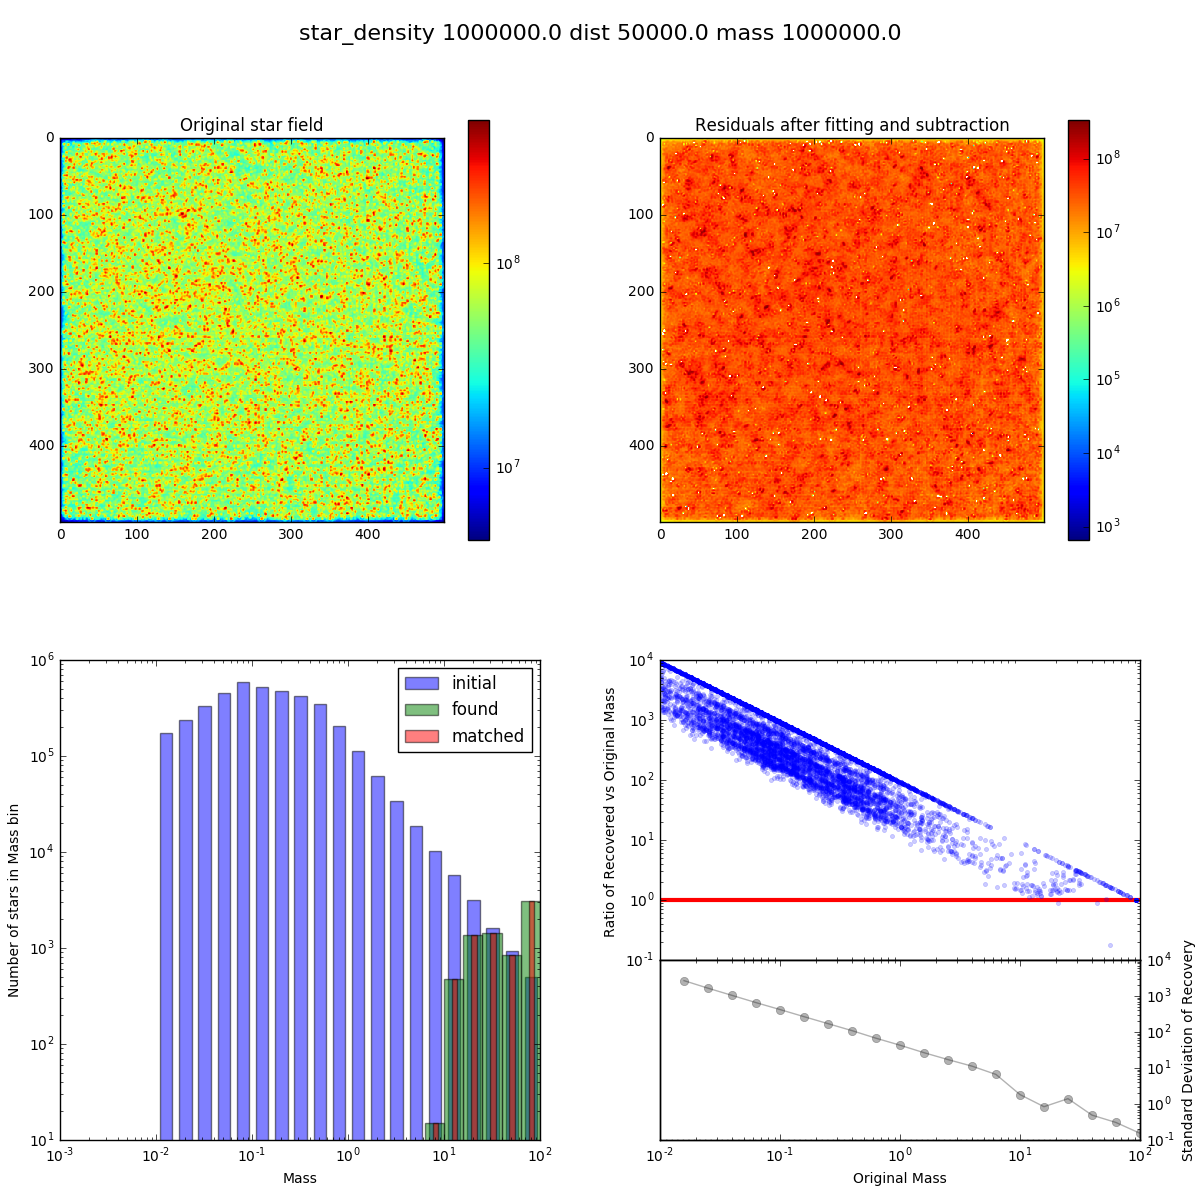 star_density 1000000.0 dist 50000.0 mass 1000000.0
Original star field
0
100
200
300
400
0 100 200 300 400
10^8
10^7
Residuals after fitting and subtraction
0
100
200
300
400
0 100 200 300 400
10^8
10^7
10^6
10^5
10^4
10^3
Number of stars in Mass bin
10^6
10^5
10^4
10^3
10^2
10^1
initial
found
matched
10^-3 10^-2 10^-1 10^0 10^1 10^2
Mass
Ratio of Recovered vs Original Mass
10^4
10^3
10^2
10^1
10^0
10^-1
10^4
10^3
10^2
10^1
10^0
10^-1
Standard Deviation of Recovery
10^-2 10^-1 10^0 10^1 10^2
Original Mass